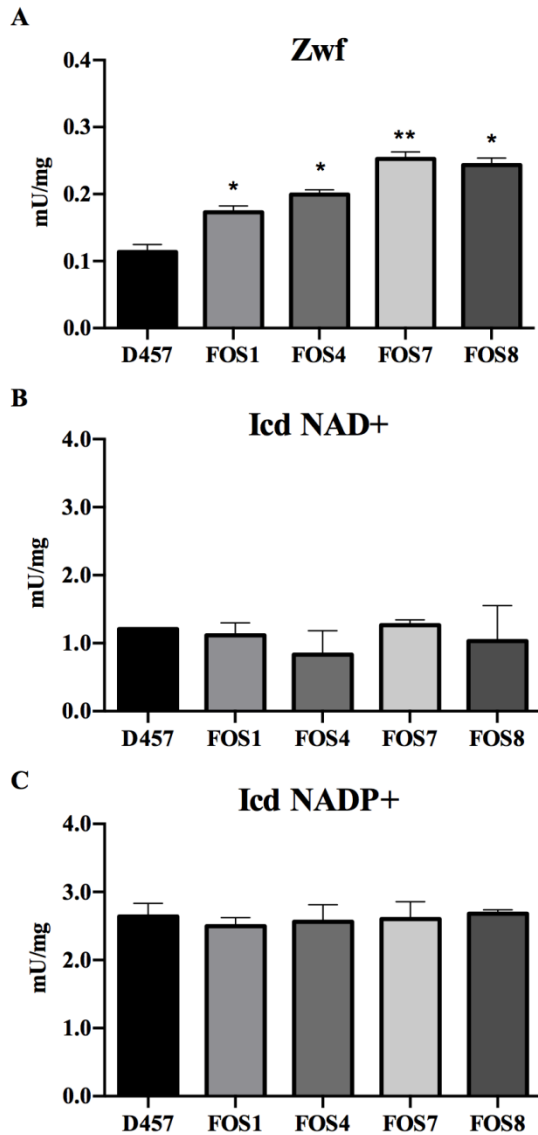 A
Zwf
0.4
0.3
0.2
0.1
0.0
mU/mg
*
*
**
*
D457 FOS1 FOS4 FOS7 FOS8
B
Icd NAD+
4.0
3.0
2.0
1.0
0.0
mU/mg
D457 FOS1 FOS4 FOS7 FOS8
C
Icd NADP+
4.0
3.0
2.0
1.0
0.0
mU/mg
D457 FOS1 FOS4 FOS7 FOS8